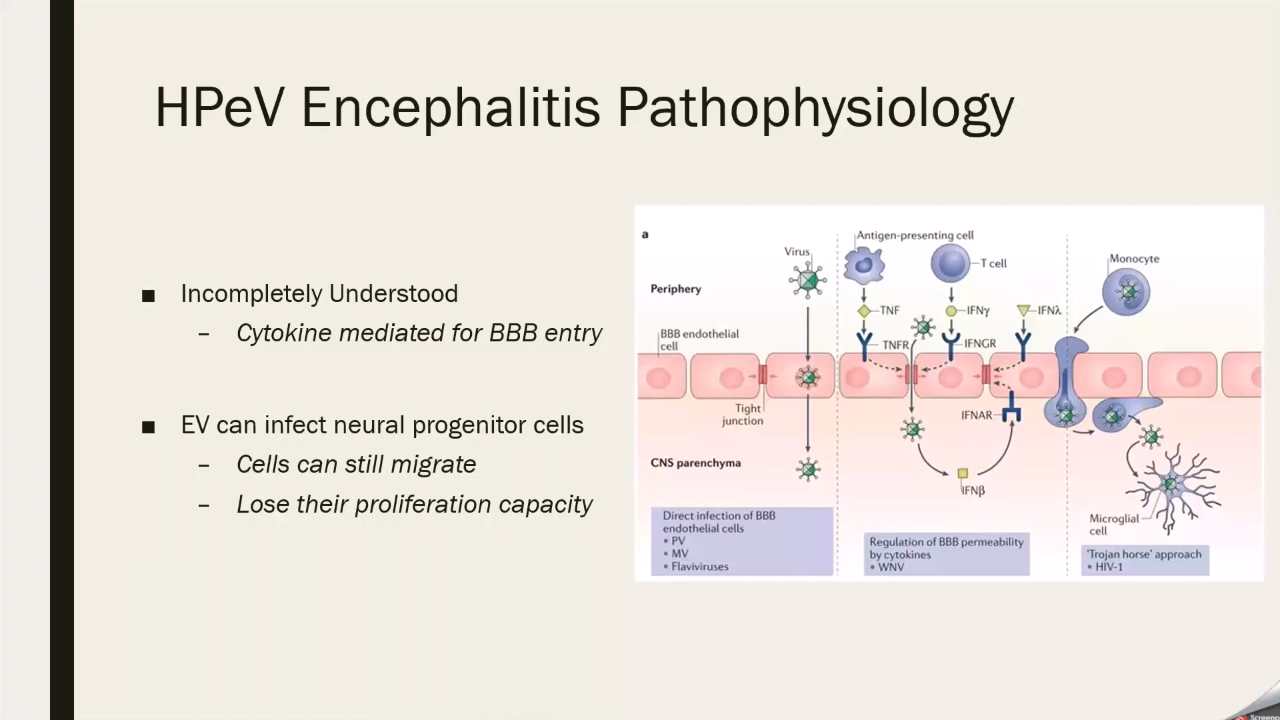 HPeV Encephalitis Pathophysiology
■ Incompletely Understood
– Cytokine mediated for BBB entry
■ EV can infect neural progenitor cells
– Cells can still migrate
– Lose their proliferation capacity
a
Virus
Periphery
BBB endothelial
cell
Tight
junction
CNS parenchyma
Direct infection of BBB
endothelial cells
• PV
• MV
• Flaviviruses
Antigen-presenting cell
T cell
TNF
IFNγ
IFNλ
TNFR
IFNGR
IFNAR
IFNβ
Regulation of BBB permeability
by cytokines
• WNV
Monocyte
Microglial
cell
'Trojan horse' approach
• HIV-1